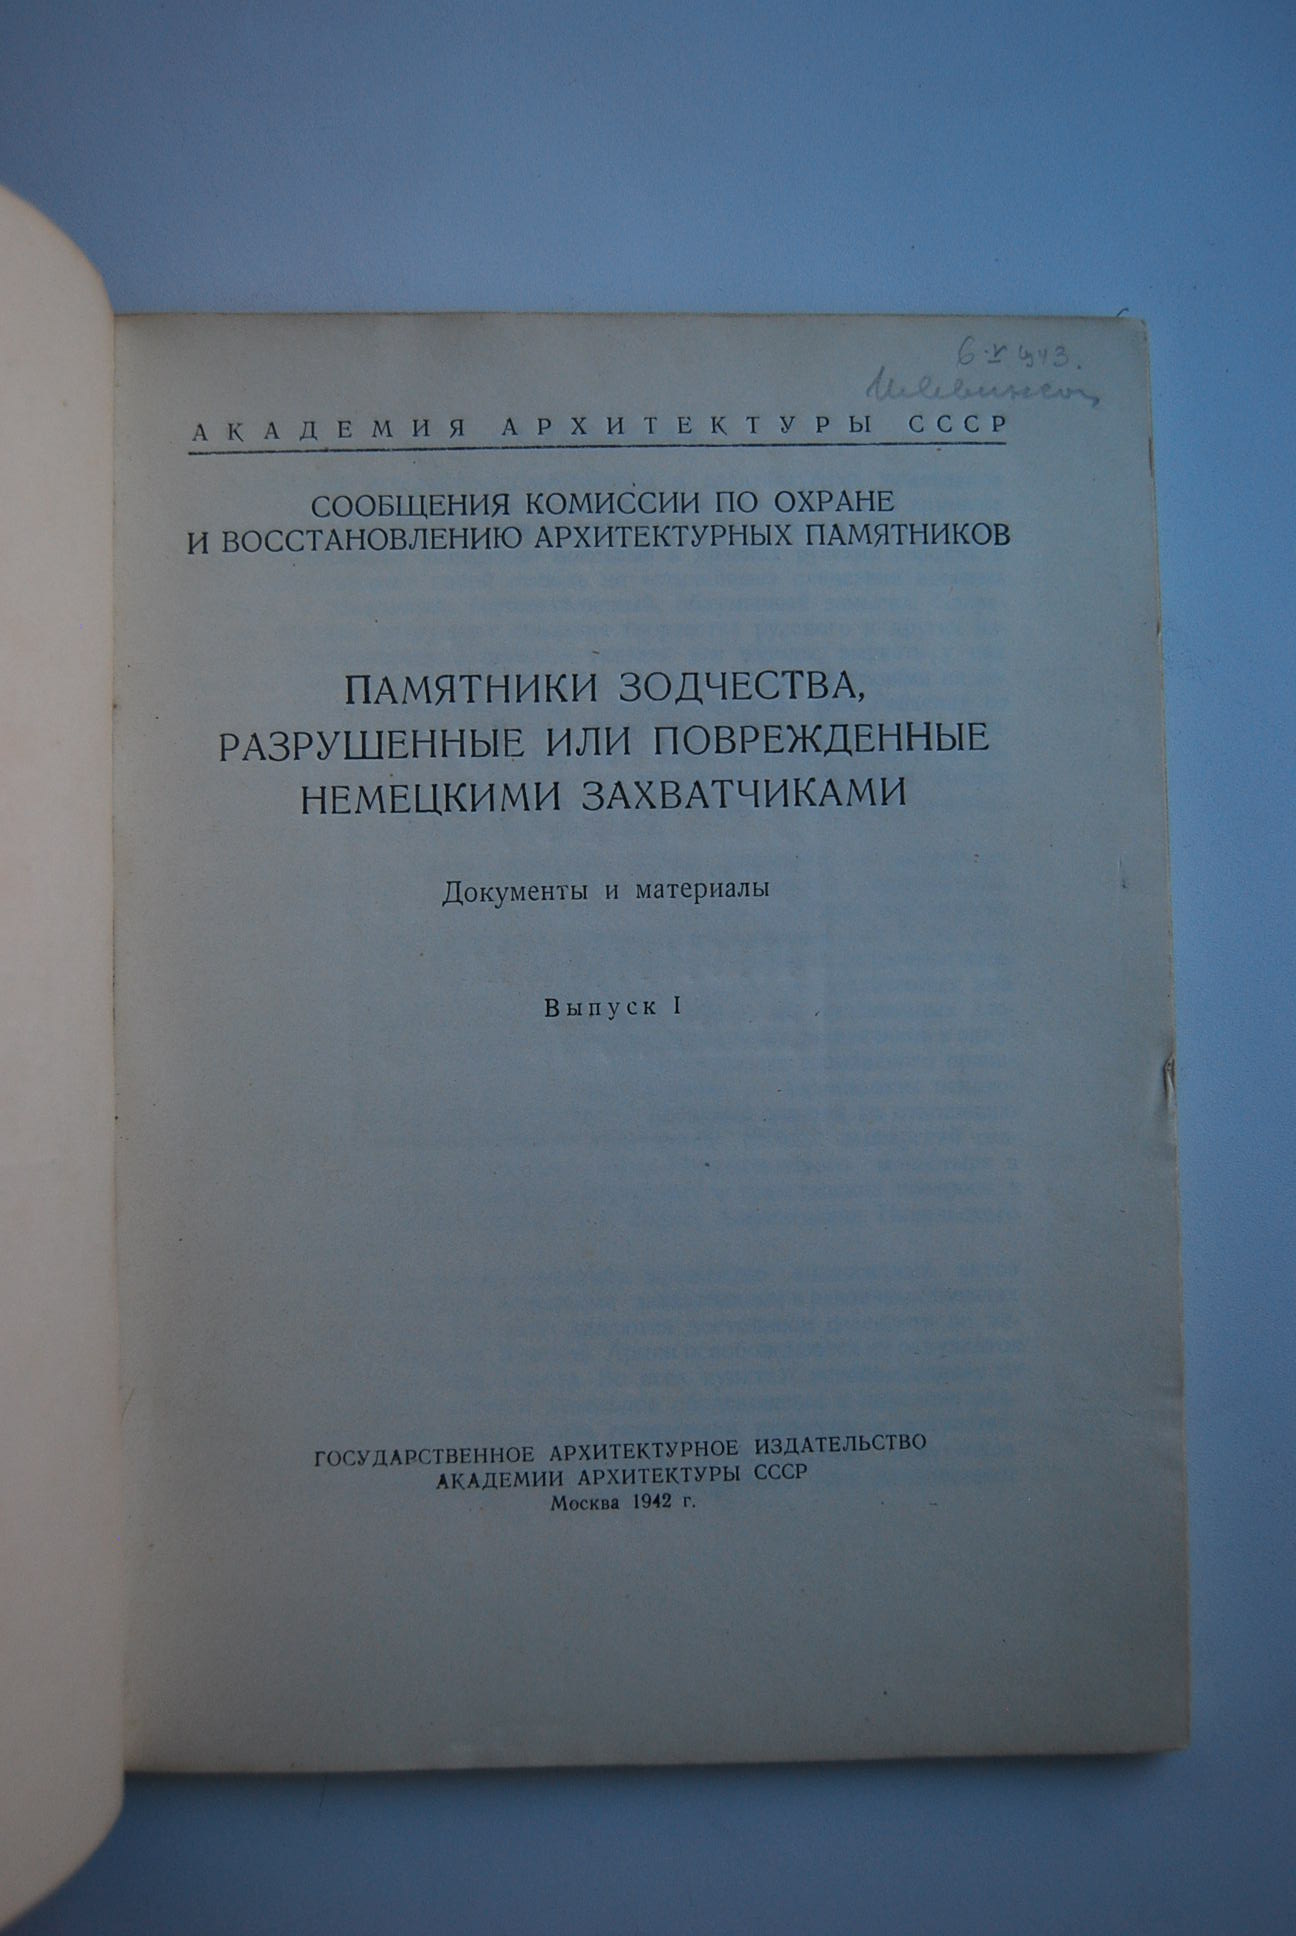 6 V 1943.
АКАДЕМИЯ АРХИТЕКТУРЫ СССР
СООБЩЕНИЯ КОМИССИИ ПО ОХРАНЕ
И ВОССТАНОВЛЕНИЮ АРХИТЕКТУРНЫХ ПАМЯТНИКОВ
ПАМЯТНИКИ ЗОДЧЕСТВА,
РАЗРУШЕННЫЕ ИЛИ ПОВРЕЖДЕННЫЕ
НЕМЕЦКИМИ ЗАХВАТЧИКАМИ
Документы и материалы
Выпуск I
ГОСУДАРСТВЕННОЕ АРХИТЕКТУРНОЕ ИЗДАТЕЛЬСТВО
АКАДЕМИИ АРХИТЕКТУРЫ СССР
Москва 1942 г.